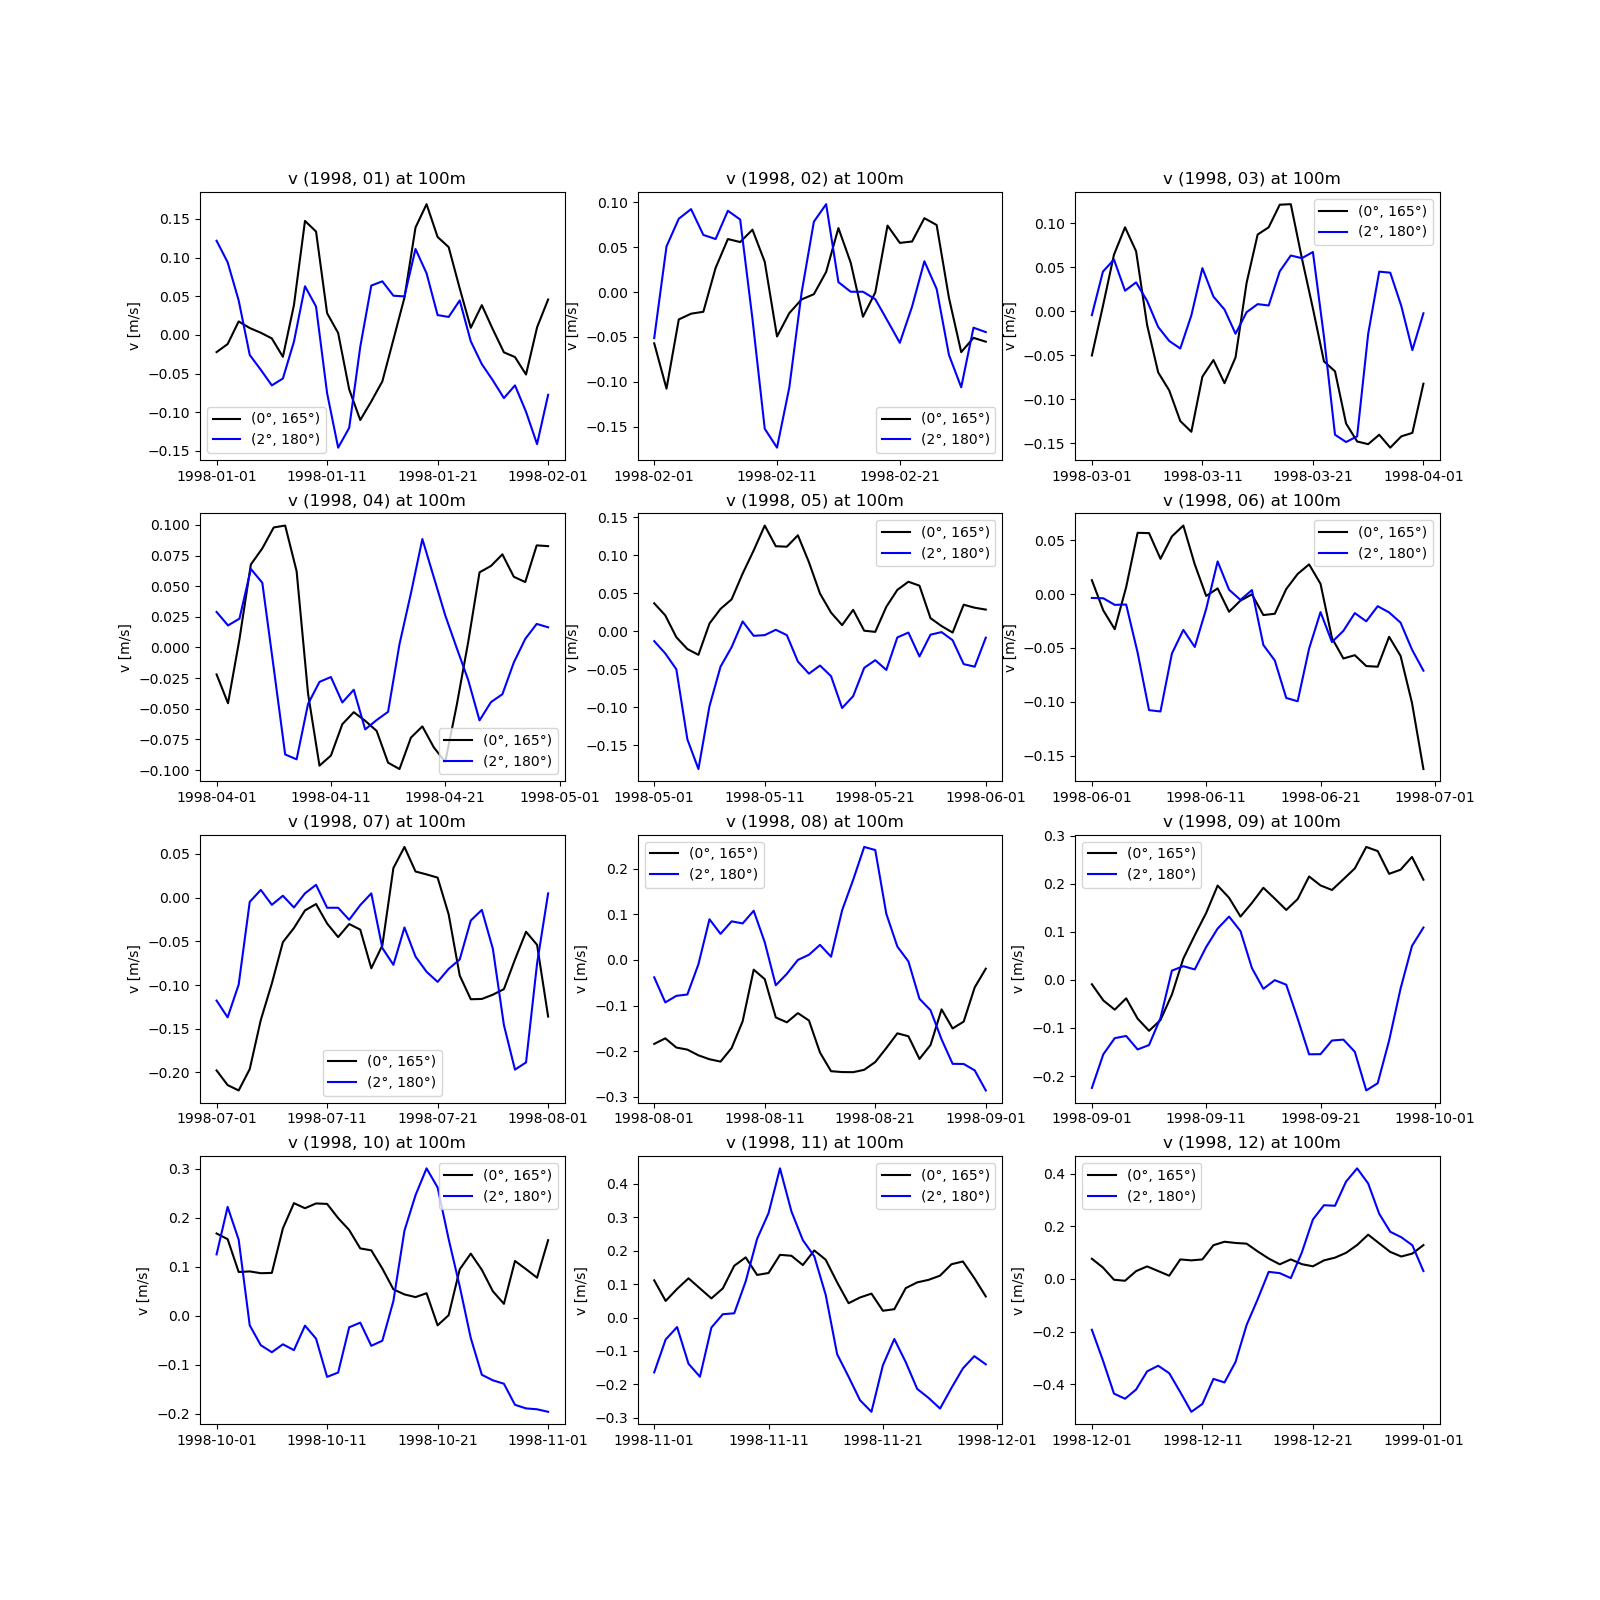 v (1998, 01) at 100m
v (1998, 02) at 100m
v (1998, 03) at 100m
v [m/s]
0.15
0.10
0.05
0.00
−0.05
−0.10
−0.15
(0°, 165°)
(2°, 180°)
1998-01-01 1998-01-11 1998-01-21 1998-02-01
v [m/s]
0.10
0.05
0.00
−0.05
−0.10
−0.15
(0°, 165°)
(2°, 180°)
1998-02-01 1998-02-11 1998-02-21
v [m/s]
0.10
0.05
0.00
−0.05
−0.10
−0.15
(0°, 165°)
(2°, 180°)
1998-03-01 1998-03-11 1998-03-21 1998-04-01
v (1998, 04) at 100m
v (1998, 05) at 100m
v (1998, 06) at 100m
v [m/s]
0.100
0.075
0.050
0.025
0.000
−0.025
−0.050
−0.075
−0.100
(0°, 165°)
(2°, 180°)
1998-04-01 1998-04-11 1998-04-21 1998-05-01
v [m/s]
0.15
0.10
0.05
0.00
−0.05
−0.10
−0.15
(0°, 165°)
(2°, 180°)
1998-05-01 1998-05-11 1998-05-21 1998-06-01
v [m/s]
0.05
0.00
−0.05
−0.10
−0.15
(0°, 165°)
(2°, 180°)
1998-06-01 1998-06-11 1998-06-21 1998-07-01
v (1998, 07) at 100m
v (1998, 08) at 100m
v (1998, 09) at 100m
v [m/s]
0.05
0.00
−0.05
−0.10
−0.15
−0.20
(0°, 165°)
(2°, 180°)
1998-07-01 1998-07-11 1998-07-21 1998-08-01
v [m/s]
0.2
0.1
0.0
−0.1
−0.2
−0.3
(0°, 165°)
(2°, 180°)
1998-08-01 1998-08-11 1998-08-21 1998-09-01
v [m/s]
0.3
0.2
0.1
0.0
−0.1
−0.2
(0°, 165°)
(2°, 180°)
1998-09-01 1998-09-11 1998-09-21 1998-10-01
v (1998, 10) at 100m
v (1998, 11) at 100m
v (1998, 12) at 100m
v [m/s]
0.3
0.2
0.1
0.0
−0.1
−0.2
(0°, 165°)
(2°, 180°)
1998-10-01 1998-10-11 1998-10-21 1998-11-01
v [m/s]
0.4
0.3
0.2
0.1
0.0
−0.1
−0.2
−0.3
(0°, 165°)
(2°, 180°)
1998-11-01 1998-11-11 1998-11-21 1998-12-01
v [m/s]
0.4
0.2
0.0
−0.2
−0.4
(0°, 165°)
(2°, 180°)
1998-12-01 1998-12-11 1998-12-21 1999-01-01